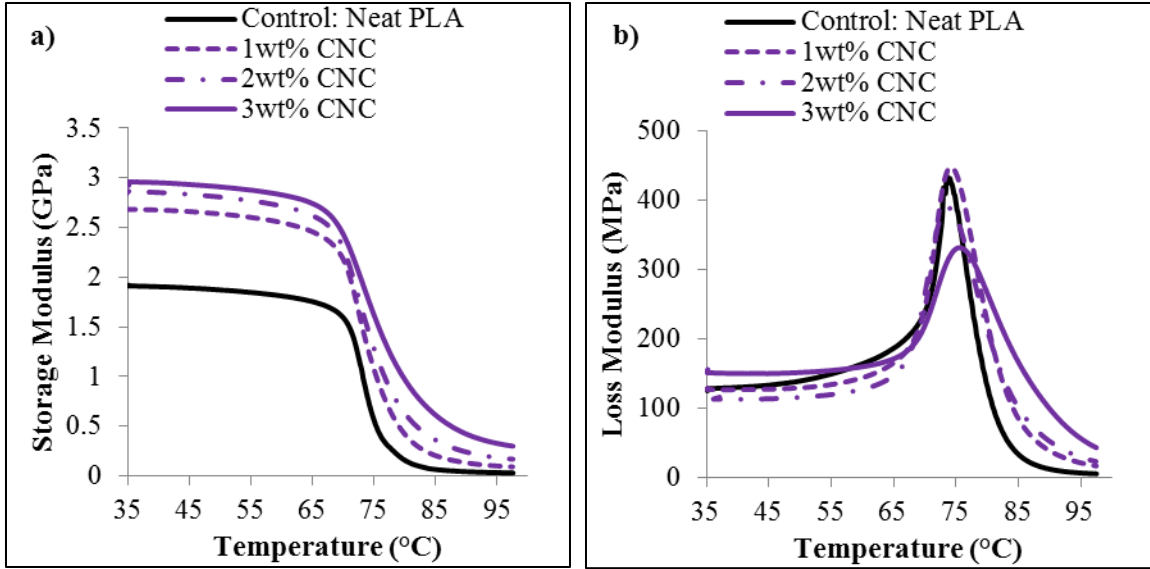 a)
Control: Neat PLA
1wt% CNC
2wt% CNC
3wt% CNC
Storage Modulus (GPa)
3.5
3
2.5
2
1.5
1
0.5
0
35 45 55 65 75 85 95
Temperature (°C)
b)
Control: Neat PLA
1wt% CNC
2wt% CNC
3wt% CNC
Loss Modulus (MPa)
500
400
300
200
100
0
35 45 55 65 75 85 95
Temperature (°C)